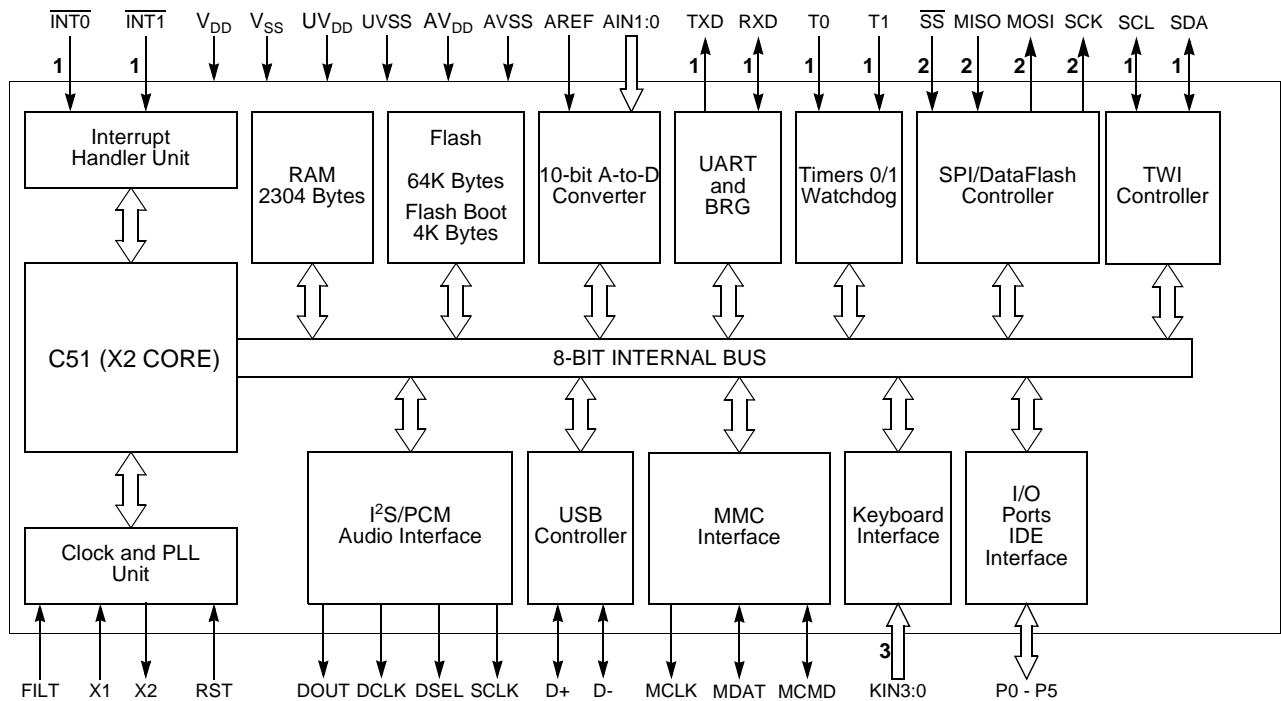 INT0 INT1 VDD VSS UVDD UVSS AVDD AVSS AREF AIN1:0 TXD RXD T0 T1 SS MISO MOSI SCK SCL SDA
1 1 1 1 1 1 2 2 2 2 1 1
Interrupt
Handler Unit
RAM
2304 Bytes
Flash
64K Bytes
Flash Boot
4K Bytes
10-bit A-to-D
Converter
UART
and
BRG
Timers 0/1
Watchdog
SPI/DataFlash
Controller
TWI
Controller
C51 (X2 CORE)
8-BIT INTERNAL BUS
Clock and PLL
Unit
I²S/PCM
Audio Interface
USB
Controller
MMC
Interface
Keyboard
Interface
I/O
Ports
IDE
Interface
3
FILT X1 X2 RST DOUT DCLK DSEL SCLK D+ D- MCLK MDAT MCMD KIN3:0 P0 - P5